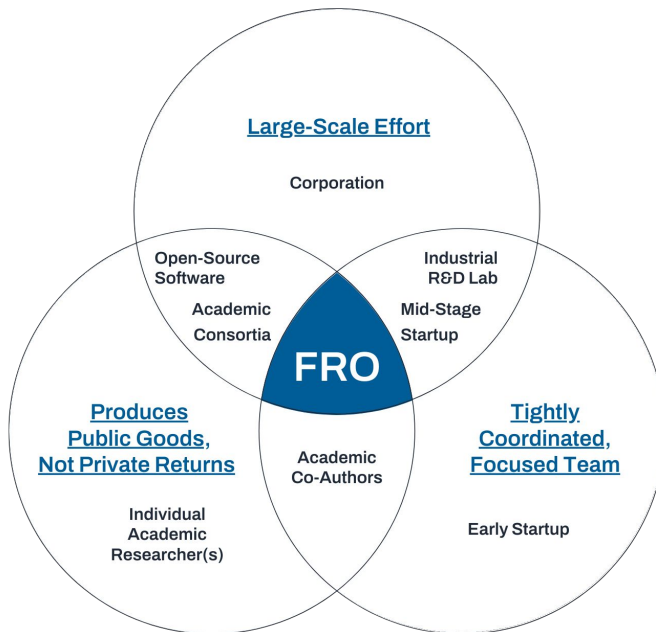 Large-Scale Effort
Corporation
Open-Source
Software
Academic
Consortia
Industrial
R&D Lab
Mid-Stage
Startup
FRO
Produces
Public Goods,
Not Private Returns
Individual
Academic
Researcher(s)
Academic
Co-Authors
Tightly
Coordinated,
Focused Team
Early Startup